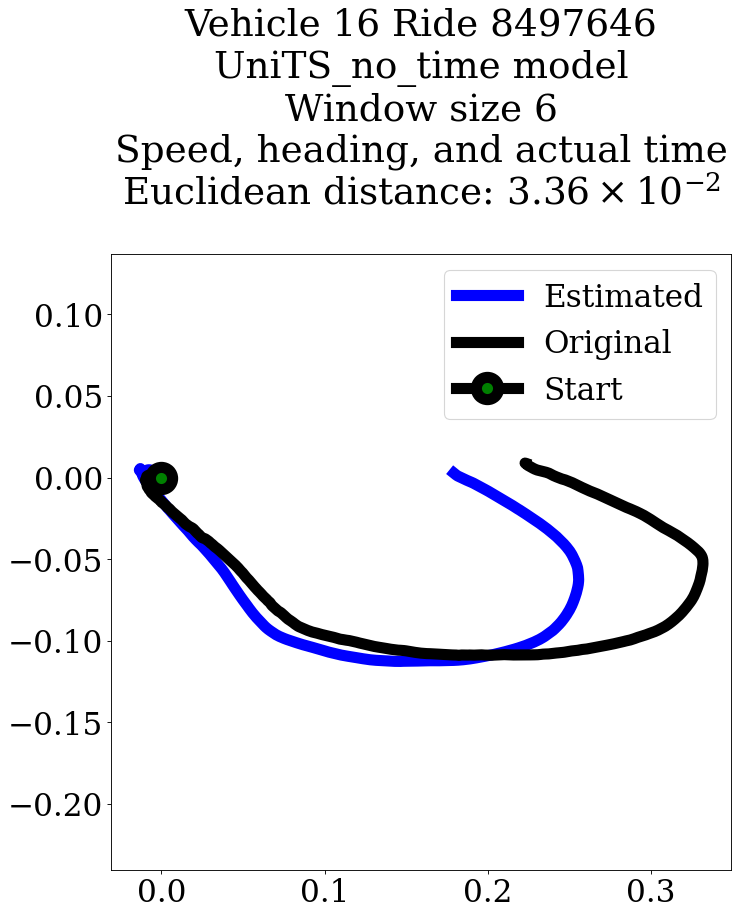 Vehicle 16 Ride 8497646
UniTS_no_time model
Window size 6
Speed, heading, and actual time
Euclidean distance: 3.36 × 10⁻²
Estimated
Original
Start
0.10
0.05
0.00
−0.05
−0.10
−0.15
−0.20
0.0 0.1 0.2 0.3